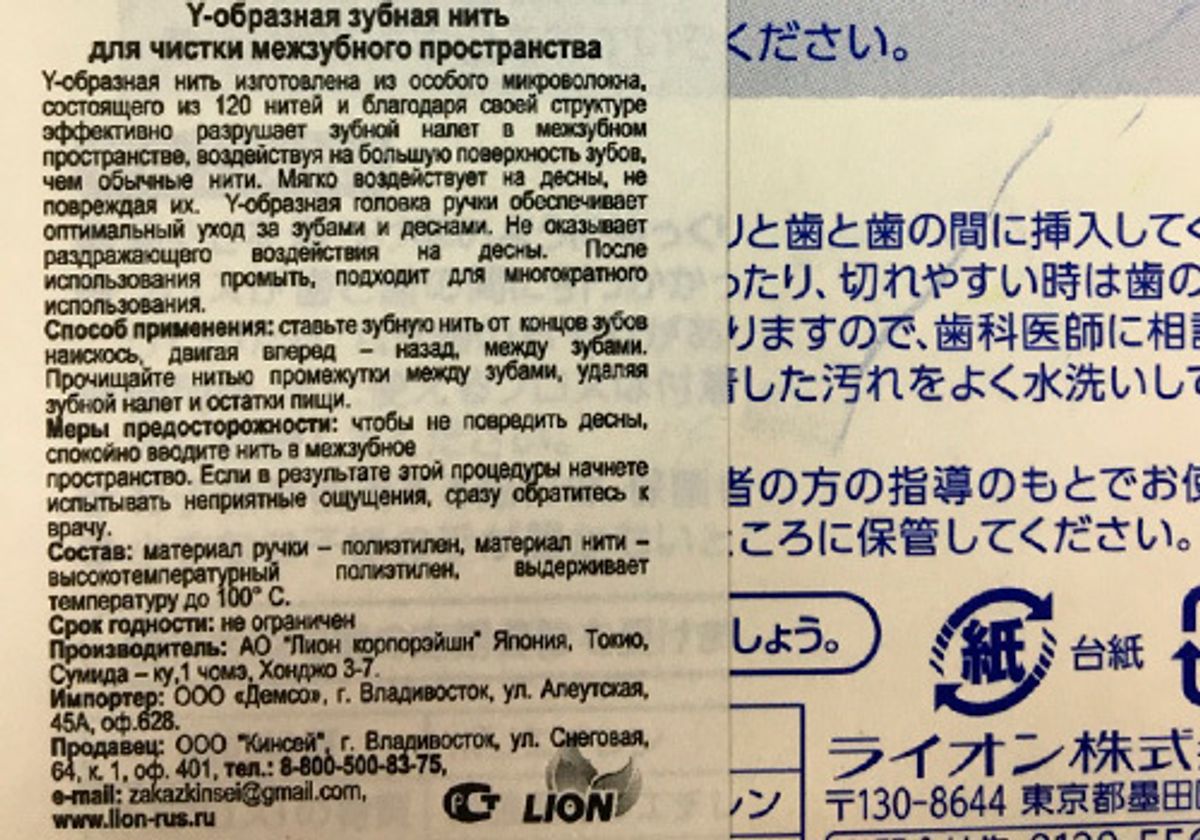 Y-образная зубная нить
для чистки межзубного пространства
Y-образная нить изготовлена из особого микроволокна,
состоящего из 120 нитей и благодаря своей структуре
эффективно разрушает зубной налет в межзубном
пространстве, воздействуя на большую поверхность зубов,
чем обычные нити. Мягко воздействует на десны, не
повреждая их. Y-образная головка ручки обеспечивает
оптимальный уход за зубами и деснами. Не оказывает
раздражающего воздействия на десны. После
использования промыть, подходит для многократного
использования.
Способ применения: ставьте зубную нить от концов зубов
наискось, двигая вперед – назад, между зубами.
Прочищайте нитью промежутки между зубами, удаляя
зубной налет и остатки пищи.
Меры предосторожности: чтобы не повредить десны,
спокойно вводите нить в межзубное
пространство. Если в результате этой процедуры начнете
испытывать неприятные ощущения, сразу обратитесь к
врачу.
Состав: материал ручки – полиэтилен, материал нити –
высокотемпературный полиэтилен, выдерживает
температуру до 100° С.
Срок годности: не ограничен
Производитель: АО "Лион корпорэйшн" Япония, Токио,
Сумида – ку,1 чомэ, Хонджо 3-7.
Импортер: ООО «Демсо», г. Владивосток, ул. Алеутская,
45А, оф.628.
Продавец: ООО "Кинсей", г. Владивосток, ул. Снеговая,
64, к. 1, оф. 401, тел.: 8-800-500-83-75,
e-mail: zakazkinsei@gmail.com,
www.lion-rus.ru
РСТ LION
ください。
りと歯と歯の間に挿入してく
ったり、切れやすい時は歯の
りますので、歯科医師に相
した汚れをよく水洗いして
者の方の指導のもとでお使
ころに保管してください。
しょう。
紙 台紙
ライオン株式
レン
〒130-8644 東京都墨田